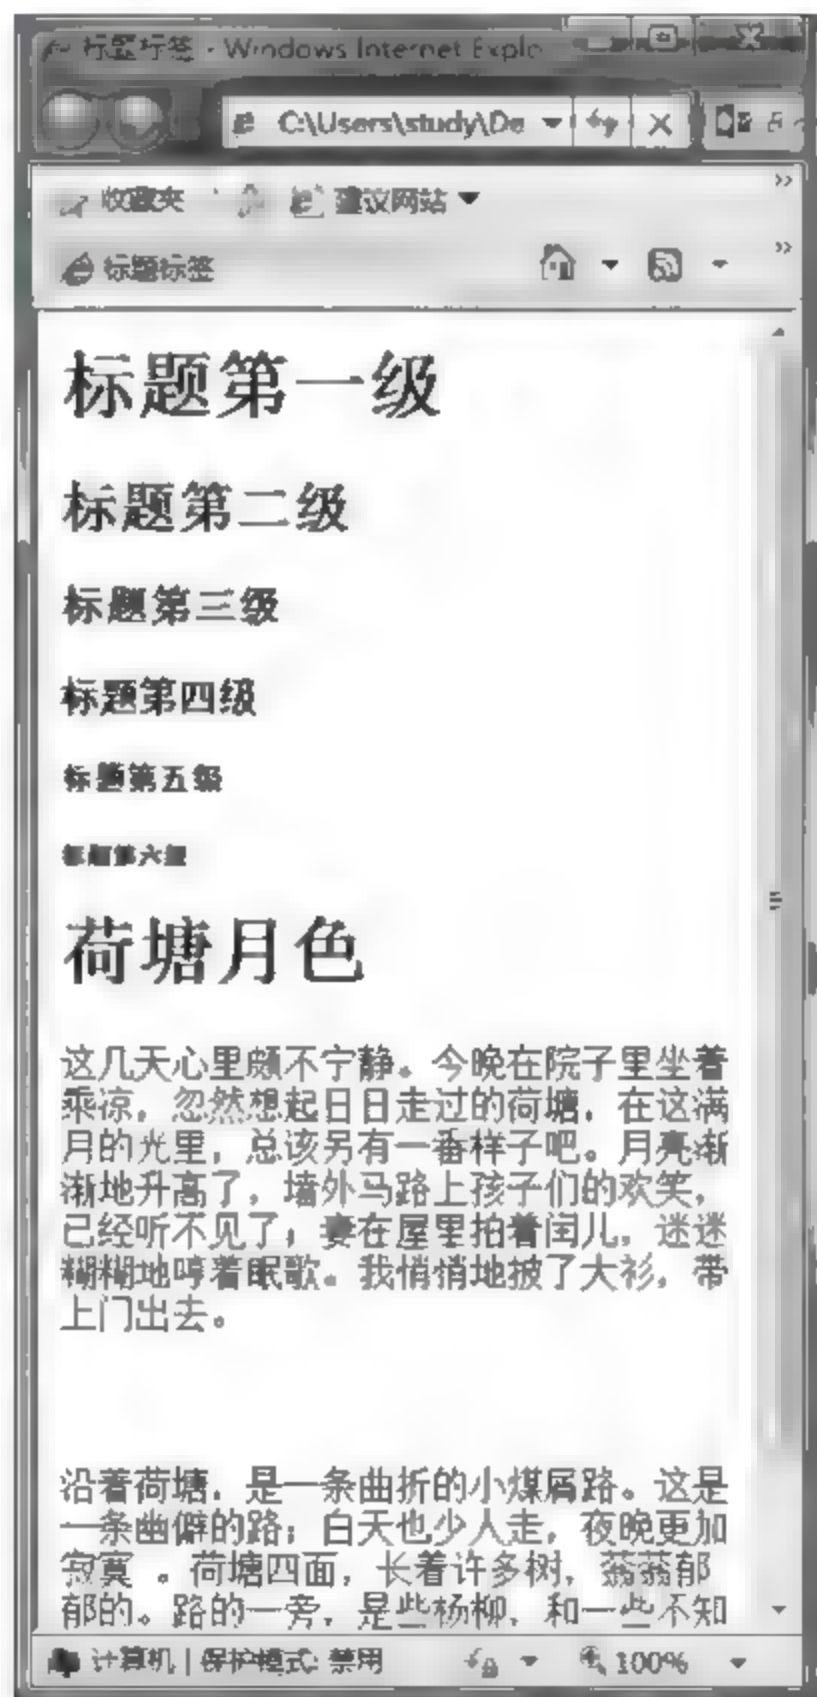 标题标签 - Windows Internet Explo
C:\Users\study\De
收藏夹 建议网站
标题标签
标题第一级
标题第二级
标题第三级
标题第四级
标题第五级
标题第六级
荷塘月色
这几天心里颇不宁静。今晚在院子里坐着
乘凉，忽然想起日日走过的荷塘，在这满
月的光里，总该另有一番样子吧。月亮渐
渐地升高了，墙外马路上孩子们的欢笑，
已经听不见了；妻在屋里拍着闰儿，迷迷
糊糊地哼着眠歌。我悄悄地披了大衫，带
上门出去。
沿着荷塘，是一条曲折的小煤屑路。这是
一条幽僻的路；白天也少人走，夜晚更加
寂寞 。荷塘四面，长着许多树，蓊蓊郁
郁的。路的一旁，是些杨柳，和一些不知
计算机 | 保护模式: 禁用 100%